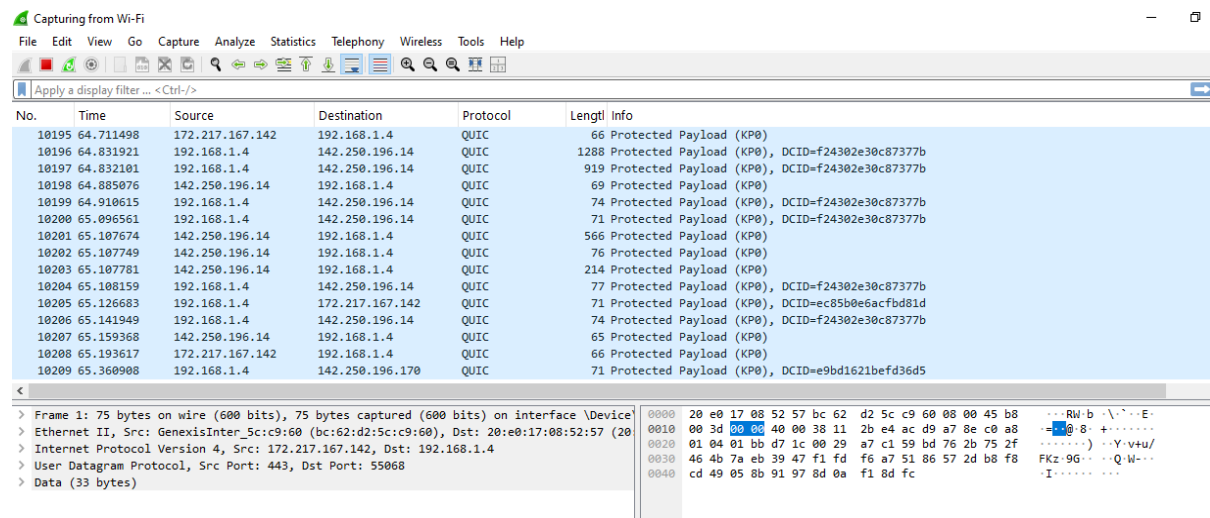 Capturing from Wi-Fi
File Edit View Go Capture Analyze Statistics Telephony Wireless Tools Help
Apply a display filter ... <Ctrl-/>
No. Time Source Destination Protocol Lengtl Info
10195 64.711498 172.217.167.142 192.168.1.4 QUIC 66 Protected Payload (KP0)
10196 64.831921 192.168.1.4 142.250.196.14 QUIC 1288 Protected Payload (KP0), DCID=f24302e30c87377b
10197 64.832101 192.168.1.4 142.250.196.14 QUIC 919 Protected Payload (KP0), DCID=f24302e30c87377b
10198 64.885076 142.250.196.14 192.168.1.4 QUIC 69 Protected Payload (KP0)
10199 64.910615 192.168.1.4 142.250.196.14 QUIC 74 Protected Payload (KP0), DCID=f24302e30c87377b
10200 65.096561 192.168.1.4 142.250.196.14 QUIC 71 Protected Payload (KP0), DCID=f24302e30c87377b
10201 65.107674 142.250.196.14 192.168.1.4 QUIC 566 Protected Payload (KP0)
10202 65.107749 142.250.196.14 192.168.1.4 QUIC 76 Protected Payload (KP0)
10203 65.107781 142.250.196.14 192.168.1.4 QUIC 214 Protected Payload (KP0)
10204 65.108159 192.168.1.4 142.250.196.14 QUIC 77 Protected Payload (KP0), DCID=f24302e30c87377b
10205 65.126683 192.168.1.4 172.217.167.142 QUIC 71 Protected Payload (KP0), DCID=ec85b0e6acfbd81d
10206 65.141949 192.168.1.4 142.250.196.14 QUIC 74 Protected Payload (KP0), DCID=f24302e30c87377b
10207 65.159368 142.250.196.14 192.168.1.4 QUIC 65 Protected Payload (KP0)
10208 65.193617 172.217.167.142 192.168.1.4 QUIC 66 Protected Payload (KP0)
10209 65.360908 192.168.1.4 142.250.196.170 QUIC 71 Protected Payload (KP0), DCID=e9bd1621befd36d5
> Frame 1: 75 bytes on wire (600 bits), 75 bytes captured (600 bits) on interface \Device\
> Ethernet II, Src: GenexisInter_5c:c9:60 (bc:62:d2:5c:c9:60), Dst: 20:e0:17:08:52:57 (20
> Internet Protocol Version 4, Src: 172.217.167.142, Dst: 192.168.1.4
> User Datagram Protocol, Src Port: 443, Dst Port: 55068
> Data (33 bytes)
0000 20 e0 17 08 52 57 bc 62 d2 5c c9 60 08 00 45 b8 ···RW·b ·\·`··E·
0010 00 3d 00 00 40 00 38 11 2b e4 ac d9 a7 8e c0 a8 ·=··@·8· +·······
0020 01 04 01 bb d7 1c 00 29 a7 c1 59 bd 76 2b 75 2f ·······) ··Y·v+u/
0030 46 4b 7a eb 39 47 f1 fd f6 a7 51 86 57 2d b8 f8 FKz·9G·· ··Q·W-··
0040 cd 49 05 8b 91 97 8d 0a f1 8d fc ·I······ ···